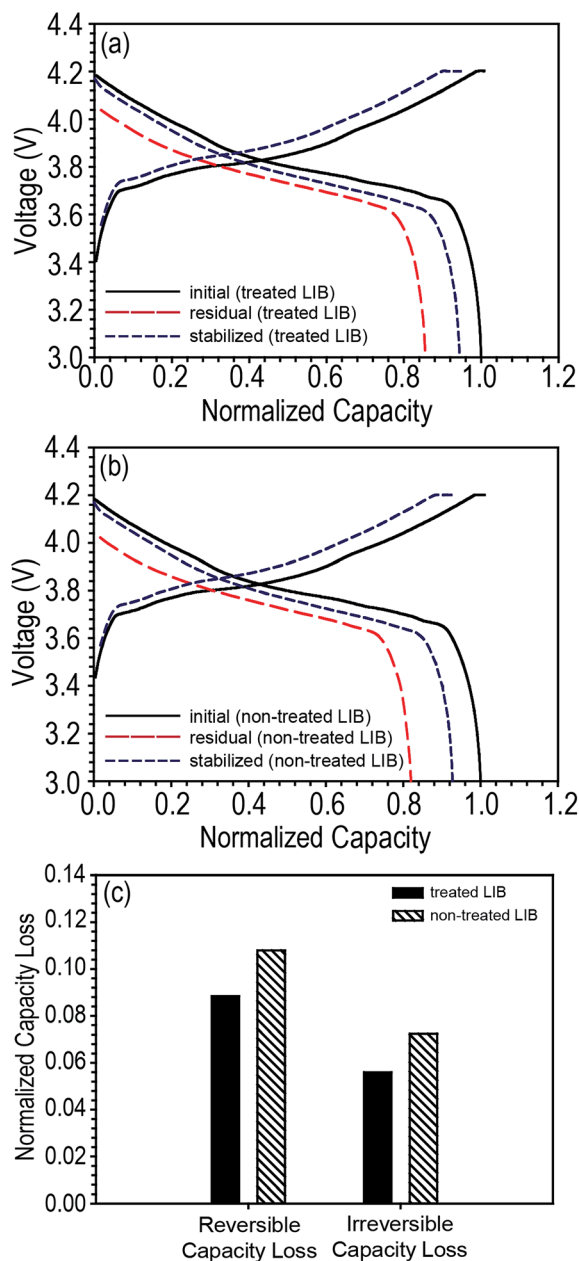 (a)
4.4
4.2
4.0
3.8
3.6
3.4
3.2
3.0
Voltage (V)
initial (treated LIB)
residual (treated LIB)
stabilized (treated LIB)
0.0 0.2 0.4 0.6 0.8 1.0 1.2
Normalized Capacity
(b)
4.4
4.2
4.0
3.8
3.6
3.4
3.2
3.0
Voltage (V)
initial (non-treated LIB)
residual (non-treated LIB)
stabilized (non-treated LIB)
0.0 0.2 0.4 0.6 0.8 1.0 1.2
Normalized Capacity
(c)
0.14
0.12
0.10
0.08
0.06
0.04
0.02
0.00
Normalized Capacity Loss
treated LIB
non-treated LIB
Reversible
Capacity Loss
Irreversible
Capacity Loss